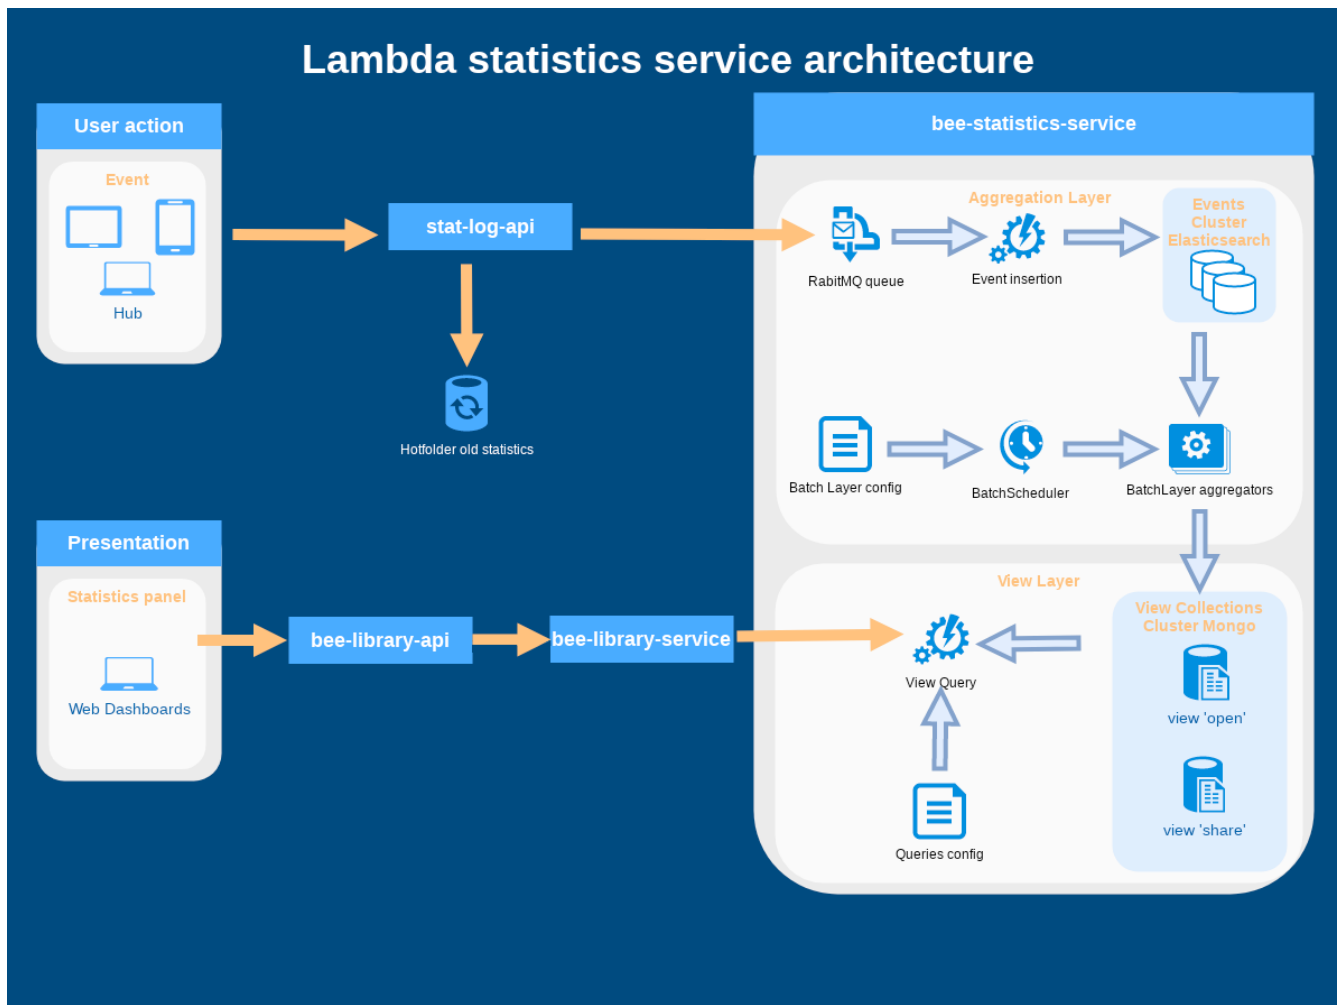 Lambda statistics service architecture
User action
Event
Hub
stat-log-api
Hotfolder old statistics
bee-statistics-service
Aggregation Layer
RabitMQ queue
Event insertion
Events
Cluster
Elasticsearch
Batch Layer config
BatchScheduler
BatchLayer aggregators
Presentation
Statistics panel
Web Dashboards
bee-library-api
bee-library-service
View Layer
View Query
Queries config
View Collections
Cluster Mongo
view 'open'
view 'share'